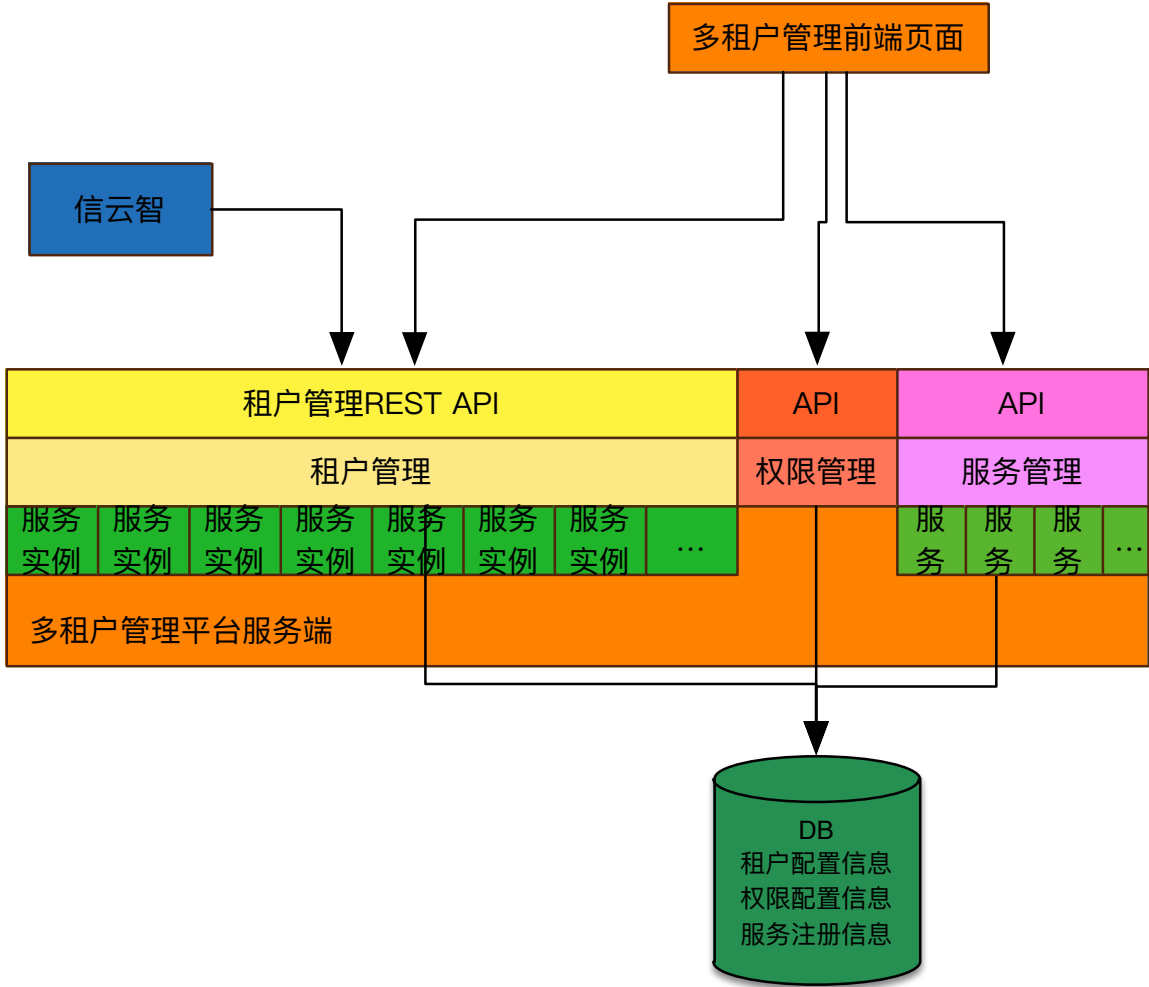 多租户管理前端页面
信云智
租户管理REST API
API
API
租户管理
权限管理
服务管理
服务
实例
服务
实例
服务
实例
服务
实例
服务
实例
服务
实例
服务
实例
...
服
务
服
务
服
务
...
多租户管理平台服务端
DB
租户配置信息
权限配置信息
服务注册信息